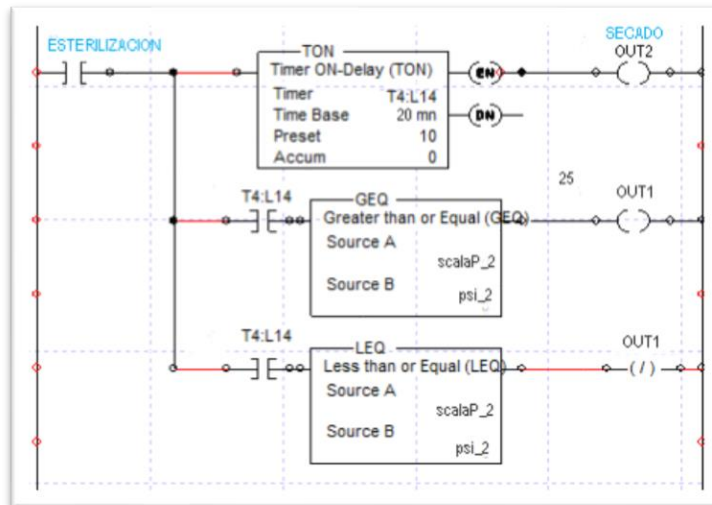 ESTERILIZACION
SECADO
OUT2
TON
Timer ON-Delay (TON)
Timer T4:L14
Time Base 20 mn
Preset 10
Accum 0
EN
DN
T4:L14
GEQ
Greater than or Equal (GEQ)
Source A
scalaP_2
Source B
psi_2
25
OUT1
T4:L14
LEQ
Less than or Equal (LEQ)
Source A
scalaP_2
Source B
psi_2
OUT1